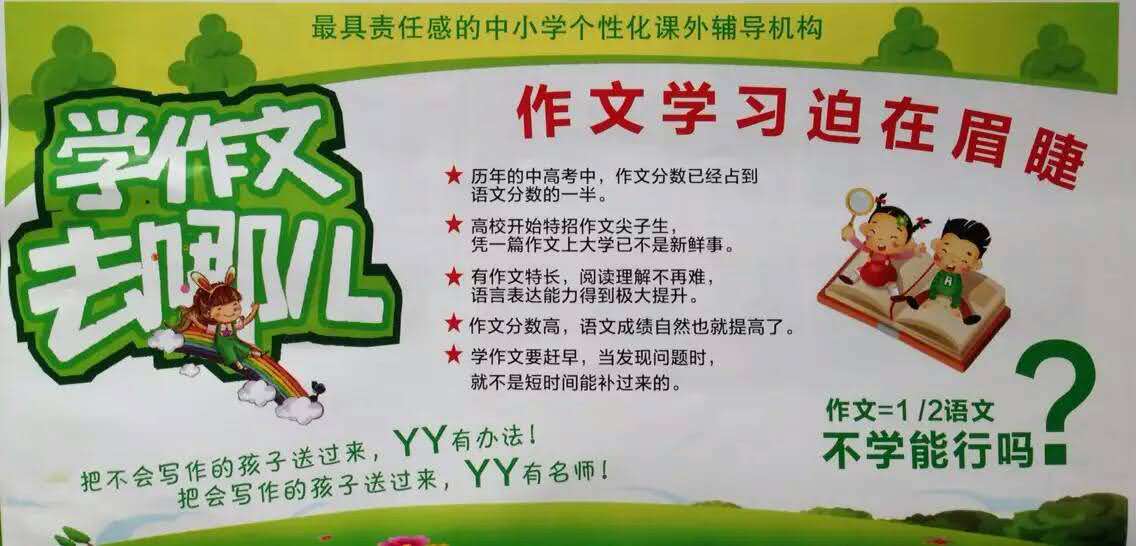 最具责任感的中小学个性化课外辅导机构
学作文
去哪儿
作文学习迫在眉睫
★ 历年的中高考中，作文分数已经占到
语文分数的一半。
★ 高校开始特招作文尖子生，
凭一篇作文上大学已不是新鲜事。
★ 有作文特长，阅读理解不再难，
语言表达能力得到极大提升。
★ 作文分数高，语文成绩自然也就提高了。
★ 学作文要赶早，当发现问题时，
就不是短时间能补过来的。
作文=1 /2语文
不学能行吗?
把不会写作的孩子送过来，YY有办法！
把会写作的孩子送过来，YY有名师！